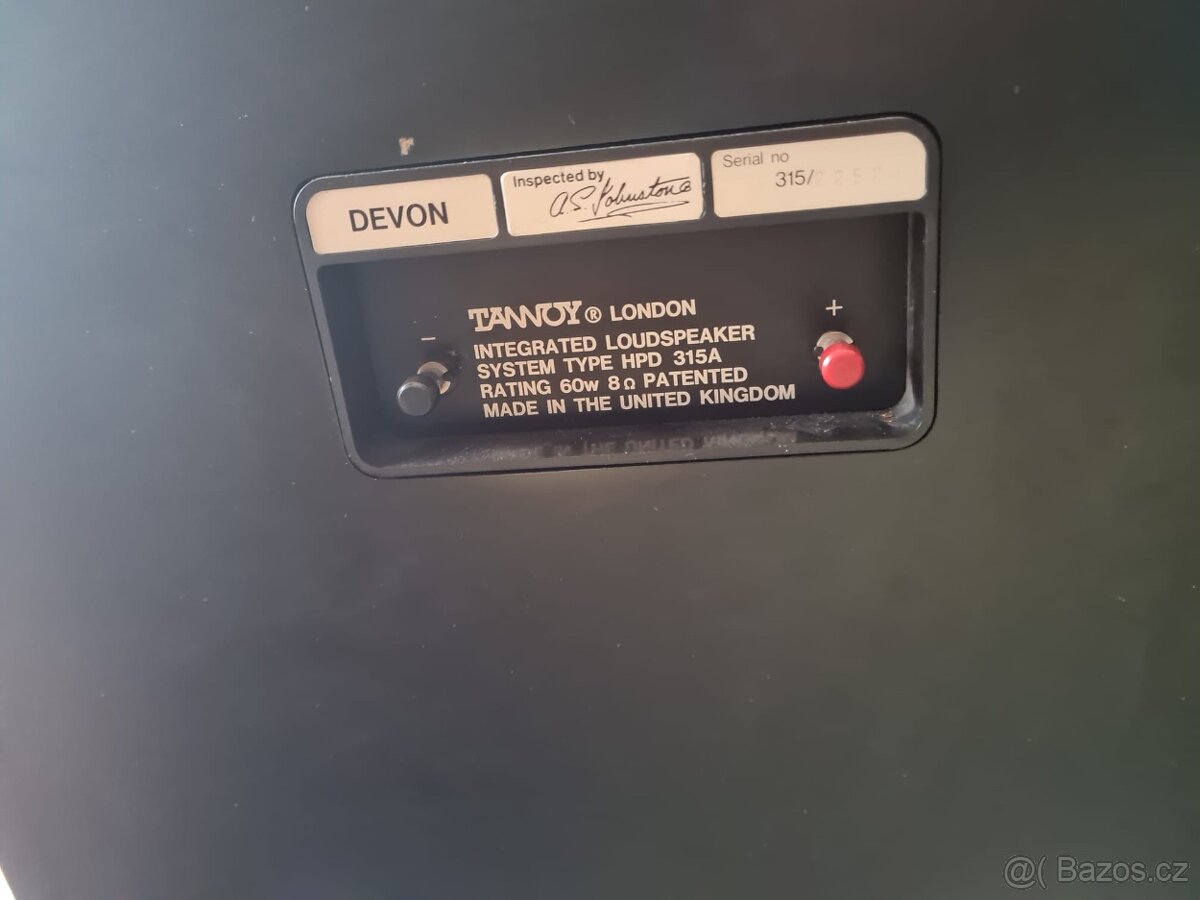 DEVON
Inspected by
A.S. Johnstone
Serial no
315/
−
+
TANNOY® LONDON
INTEGRATED LOUDSPEAKER
SYSTEM TYPE HPD 315A
RATING 60w 8Ω PATENTED
MADE IN THE UNITED KINGDOM
@( Bazos.cz